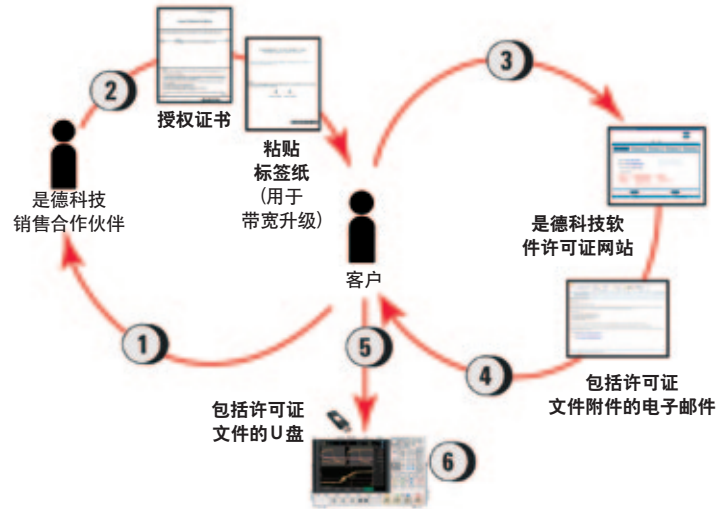 2
授权证书
粘贴
标签纸
(用于
带宽升级)
3
是德科技
销售合作伙伴
是德科技软
件许可证网站
客户
1
5
4
包括许可证
文件附件的电子邮件
包括许可证
文件的U盘
6